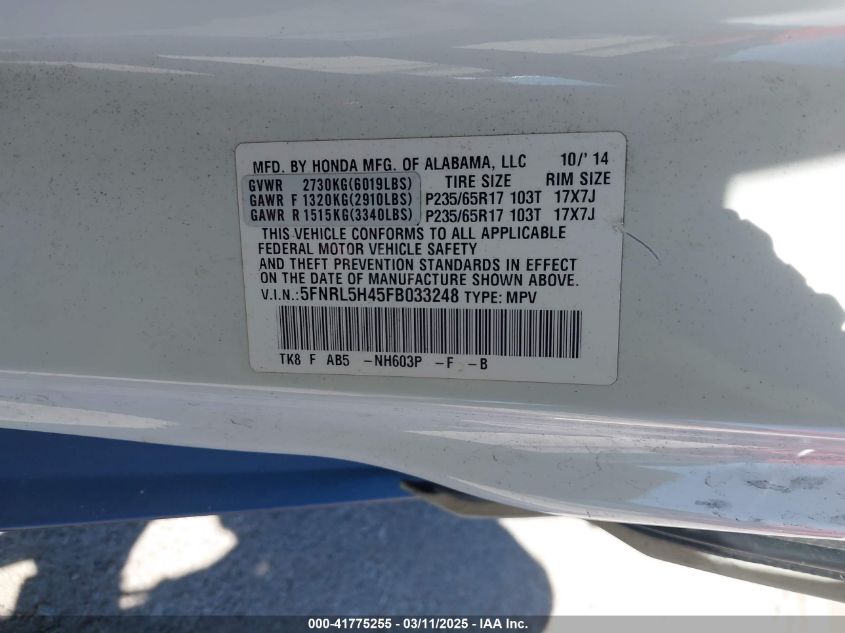 MFD. BY HONDA MFG. OF ALABAMA, LLC 10/' 14
GVWR 2730KG(6019LBS) TIRE SIZE RIM SIZE
GAWR F 1320KG(2910LBS) P235/65R17 103T 17X7J
GAWR R 1515KG(3340LBS) P235/65R17 103T 17X7J
THIS VEHICLE CONFORMS TO ALL APPLICABLE
FEDERAL MOTOR VEHICLE SAFETY
AND THEFT PREVENTION STANDARDS IN EFFECT
ON THE DATE OF MANUFACTURE SHOWN ABOVE.
V.I.N.:5FNRL5H45FB033248 TYPE: MPV
TK8 F AB5 -NH603P -F -B
000-41775255 - 03/11/2025 - IAA Inc.